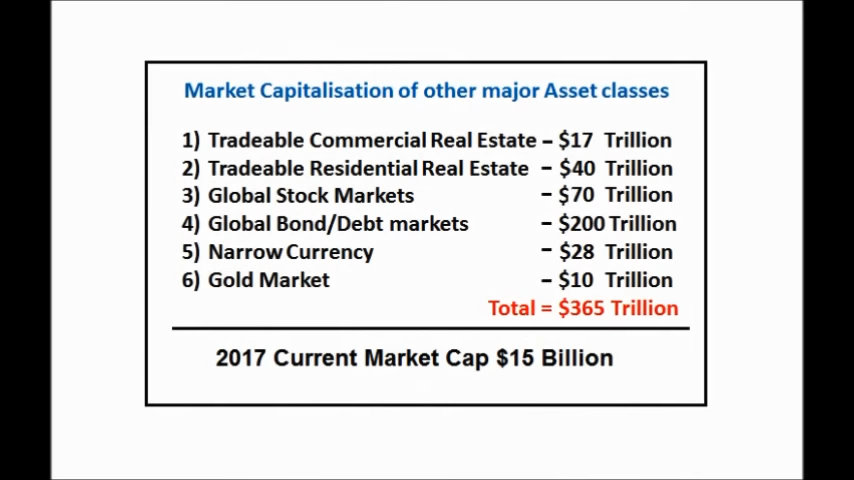 Market Capitalisation of other major Asset classes
1) Tradeable Commercial Real Estate – $17 Trillion
2) Tradeable Residential Real Estate – $40 Trillion
3) Global Stock Markets – $70 Trillion
4) Global Bond/Debt markets – $200 Trillion
5) Narrow Currency – $28 Trillion
6) Gold Market – $10 Trillion
Total = $365 Trillion
2017 Current Market Cap $15 Billion